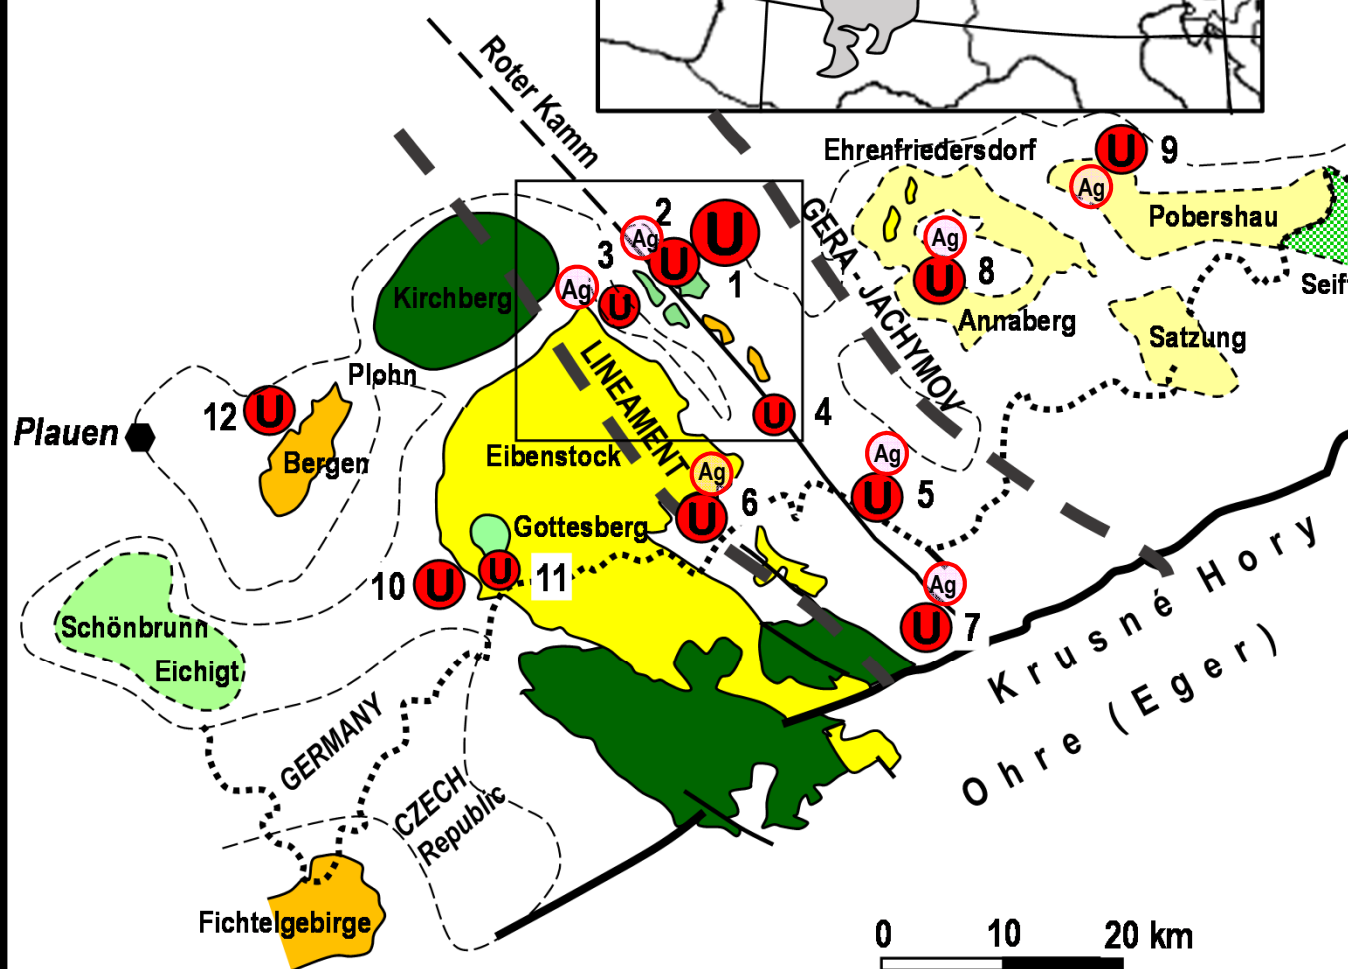 Roter Kamm
Ehrenfriedersdorf
U
9
Ag
Pobershau
GERA - JÁCHYMOV
2
U
Ag
U
1
3
Ag
U
Ag
U
8
Annaberg
Seif
Satzung
Kirchberg
LINEAMENT
Plohn
12
U
Plauen
Bergen
U
4
Eibenstock
Ag
U
6
Ag
U
5
Gottesberg
10
U
U
11
Ag
U
7
Schönbrunn
Eichigt
GERMANY
CZECH
Republic
Krusné Hory
Ohre (Eger)
Fichtelgebirge
0 10 20 km